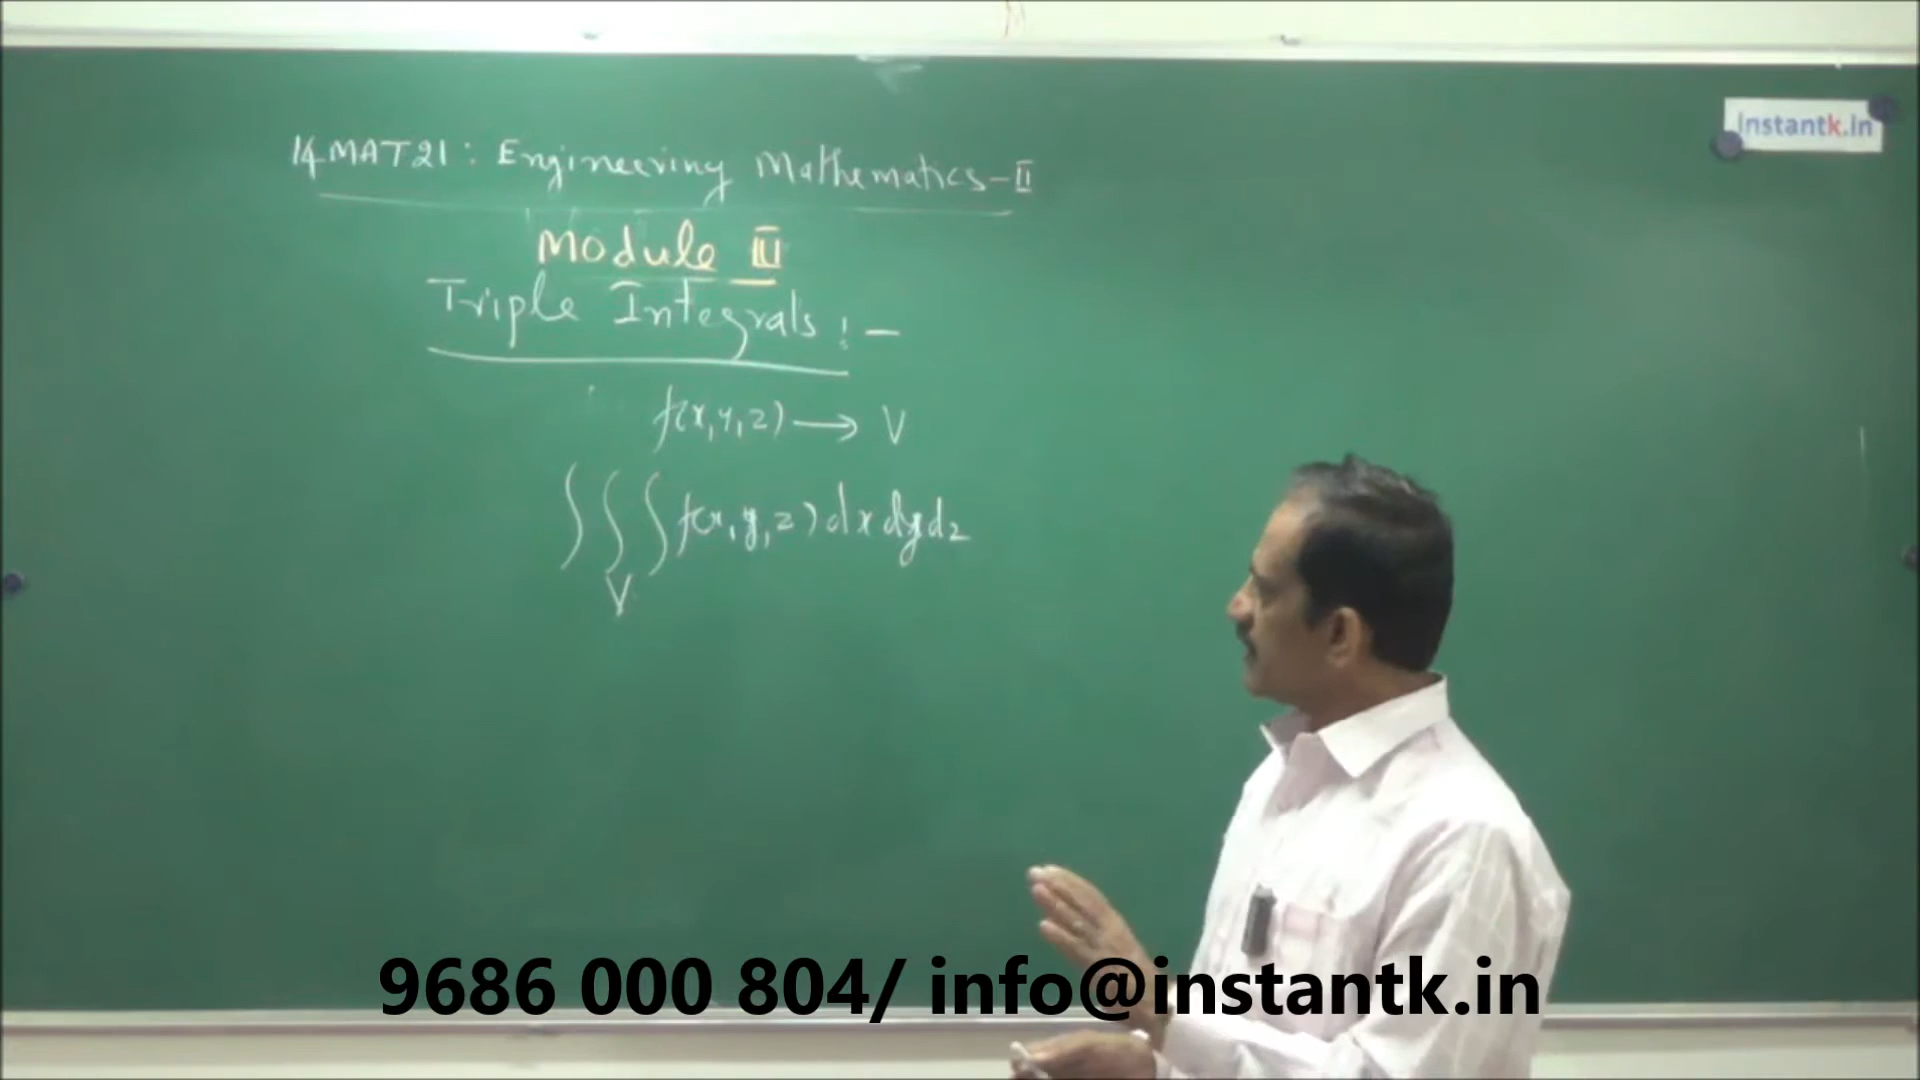 14MAT21: Engineering Mathematics-II
instantk.in
Module III
Triple Integrals :-
f(x,y,z) → V
∫∫∫ f(x,y,z) dx dy dz
V
9686 000 804/ info@instantk.in